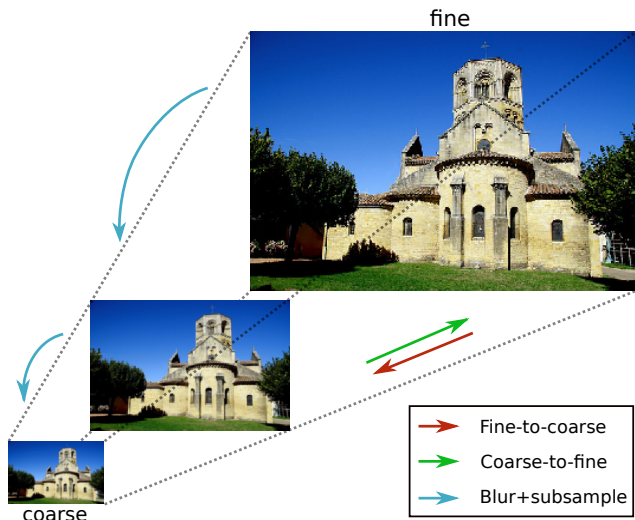 fine
Fine-to-coarse
Coarse-to-fine
Blur+subsample
coarse